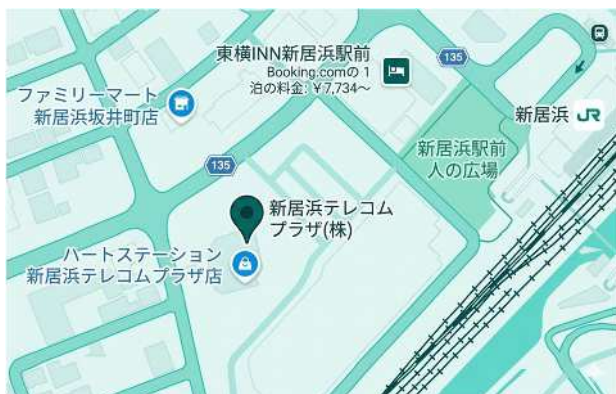 東横INN新居浜駅前
Booking.comの 1
泊の料金: ￥7,734～
135
ファミリーマート
新居浜坂井町店
新居浜
JR
新居浜駅前
人の広場
135
新居浜テレコム
プラザ(株)
ハートステーション
新居浜テレコムプラザ店